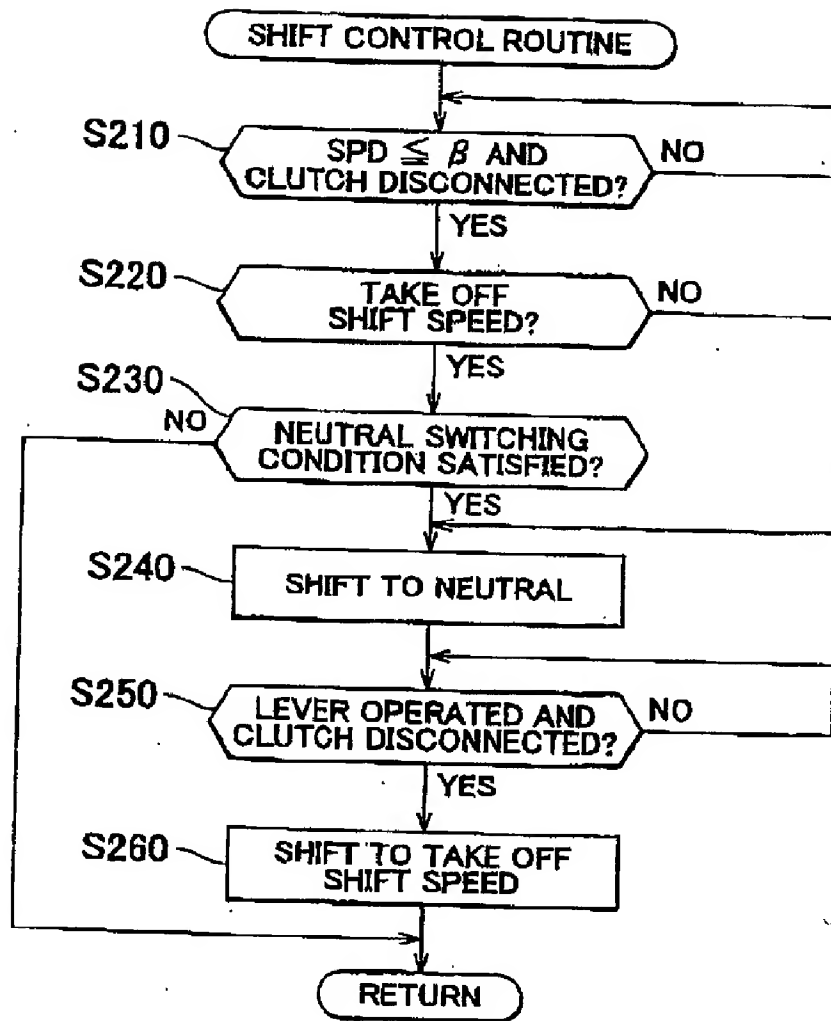 SHIFT CONTROL ROUTINE
S210
SPD ≦ β AND
CLUTCH DISCONNECTED?
NO
YES
S220
TAKE OFF
SHIFT SPEED?
NO
YES
S230
NO
NEUTRAL SWITCHING
CONDITION SATISFIED?
YES
S240
SHIFT TO NEUTRAL
S250
LEVER OPERATED AND
CLUTCH DISCONNECTED?
NO
YES
S260
SHIFT TO TAKE OFF
SHIFT SPEED
RETURN